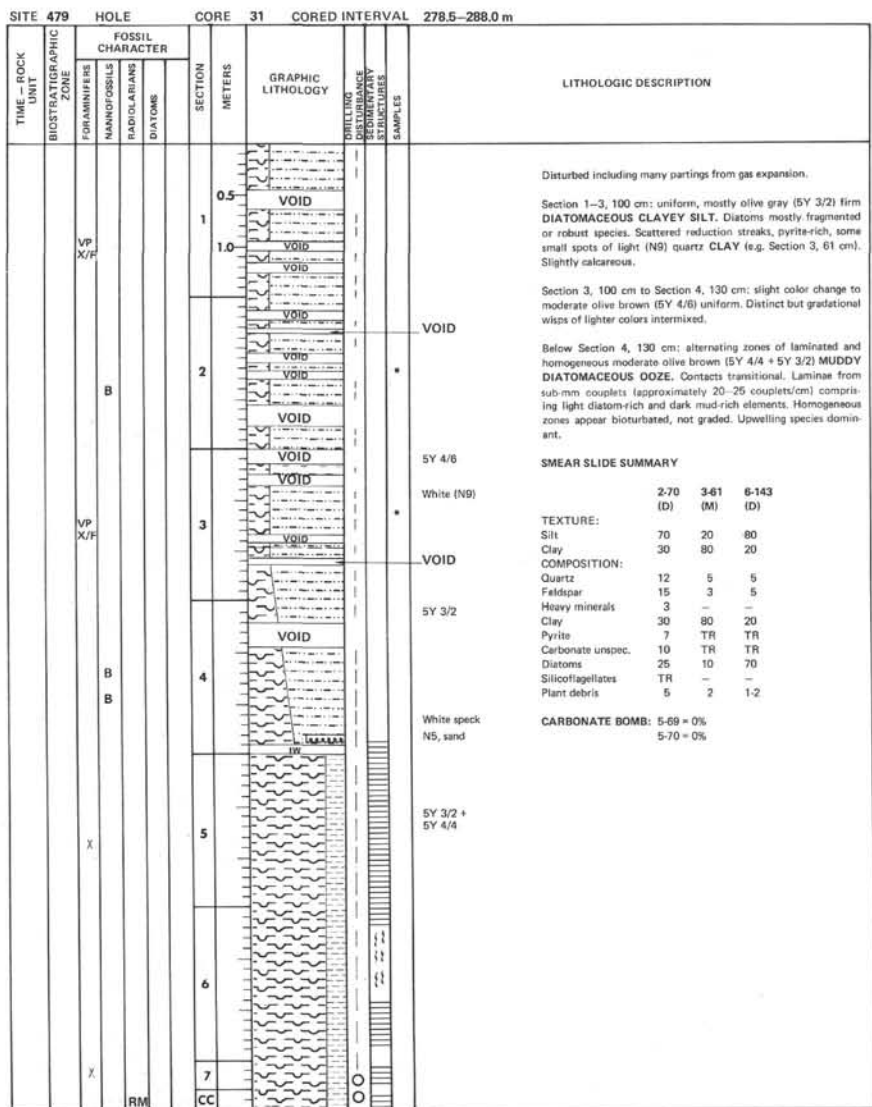 SITE 479 HOLE CORE 31 CORED INTERVAL 278.5–288.0 m
TIME – ROCK UNIT
BIOSTRATIGRAPHIC ZONE
FOSSIL CHARACTER
FORAMINIFERS
NANNOFOSSILS
RADIOLARIANS
DIATOMS
SECTION
METERS
GRAPHIC LITHOLOGY
DRILLING DISTURBANCE
SEDIMENTARY STRUCTURES
SAMPLES
LITHOLOGIC DESCRIPTION
VP
X/F
B
VP
X/F
B
B
X
X
RM
1
0.5
1.0
2
3
4
5
6
7
CC
VOID
VOID
VOID
VOID
VOID
VOID
VOID
VOID
VOID
VOID
VOID
IW
*
*
VOID
5Y 4/6
White (N9)
VOID
5Y 3/2
White speck
N5, sand
5Y 3/2 +
5Y 4/4
Disturbed including many partings from gas expansion.
Section 1–3, 100 cm: uniform, mostly olive gray (5Y 3/2) firm
DIATOMACEOUS CLAYEY SILT. Diatoms mostly fragmented
or robust species. Scattered reduction streaks, pyrite-rich, some
small spots of light (N9) quartz CLAY (e.g. Section 3, 61 cm).
Slightly calcareous.
Section 3, 100 cm to Section 4, 130 cm: slight color change to
moderate olive brown (5Y 4/6) uniform. Distinct but gradational
wisps of lighter colors intermixed.
Below Section 4, 130 cm: alternating zones of laminated and
homogeneous moderate olive brown (5Y 4/4 + 5Y 3/2) MUDDY
DIATOMACEOUS OOZE. Contacts transitional. Laminae from
sub-mm couplets (approximately 20–25 couplets/cm) compris-
ing light diatom-rich and dark mud-rich elements. Homogeneous
zones appear bioturbated, not graded. Upwelling species domin-
ant.
SMEAR SLIDE SUMMARY
2-70 3-61 6-143
(D) (M) (D)
TEXTURE:
Silt 70 20 80
Clay 30 80 20
COMPOSITION:
Quartz 12 5 5
Feldspar 15 3 5
Heavy minerals 3 – –
Clay 30 80 20
Pyrite 7 TR TR
Carbonate unspec. 10 TR TR
Diatoms 25 10 70
Silicoflagellates TR – –
Plant debris 5 2 1-2
CARBONATE BOMB: 5-69 = 0%
5-70 = 0%